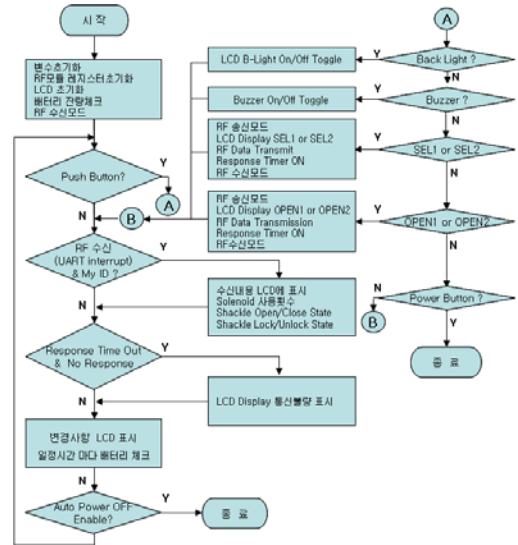 시 작
변수초기화
RF모듈 레지스터초기화
LCD 초기화
배터리 잔량체크
RF 수신모드
Push Button?
Y
A
N
B
RF 수신
(UART interrupt)
& My ID ?
Y
N
수신내용 LCD에 표시
Solenoid 사용횟수
Shackle Open/Close State
Shackle Lock/Unlock State
Response Time Out
& No Response
Y
N
LCD Display 통신불량 표시
변경사항 LCD 표시
일정시간 마다 배터리 체크
N
Auto Power OFF
Enable?
Y
종 료
A
Back Light ?
Y
LCD B-Light On/Off Toggle
N
Buzzer ?
Y
Buzzer On/Off Toggle
N
SEL1 or SEL2
Y
RF 송신모드
LCD Display SEL1 or SEL2
RF Data Transmit
Response Timer ON
RF 수신모드
N
OPEN1 or OPEN2
Y
RF 송신모드
LCD Display OPEN1 or OPEN2
RF Data Transmission
Response Timer ON
RF수신모드
N
Power Button ?
N
B
Y
종 료